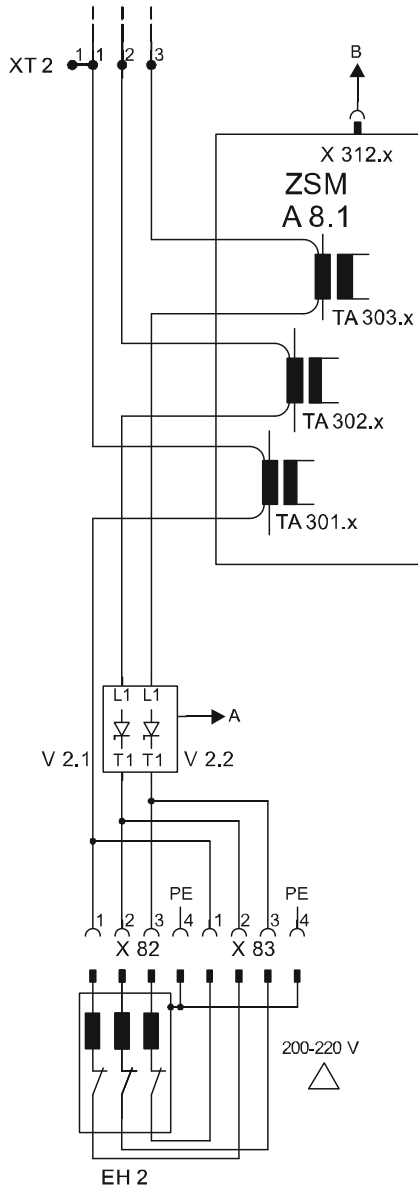 XT 2 1 1 2 3
B
X 312.x
ZSM
A 8.1
TA 303.x
TA 302.x
TA 301.x
L1 L1
A
V 2.1 T1 T1 V 2.2
PE PE
1 2 3 4 1 2 3 4
X 82 X 83
200-220 V
EH 2